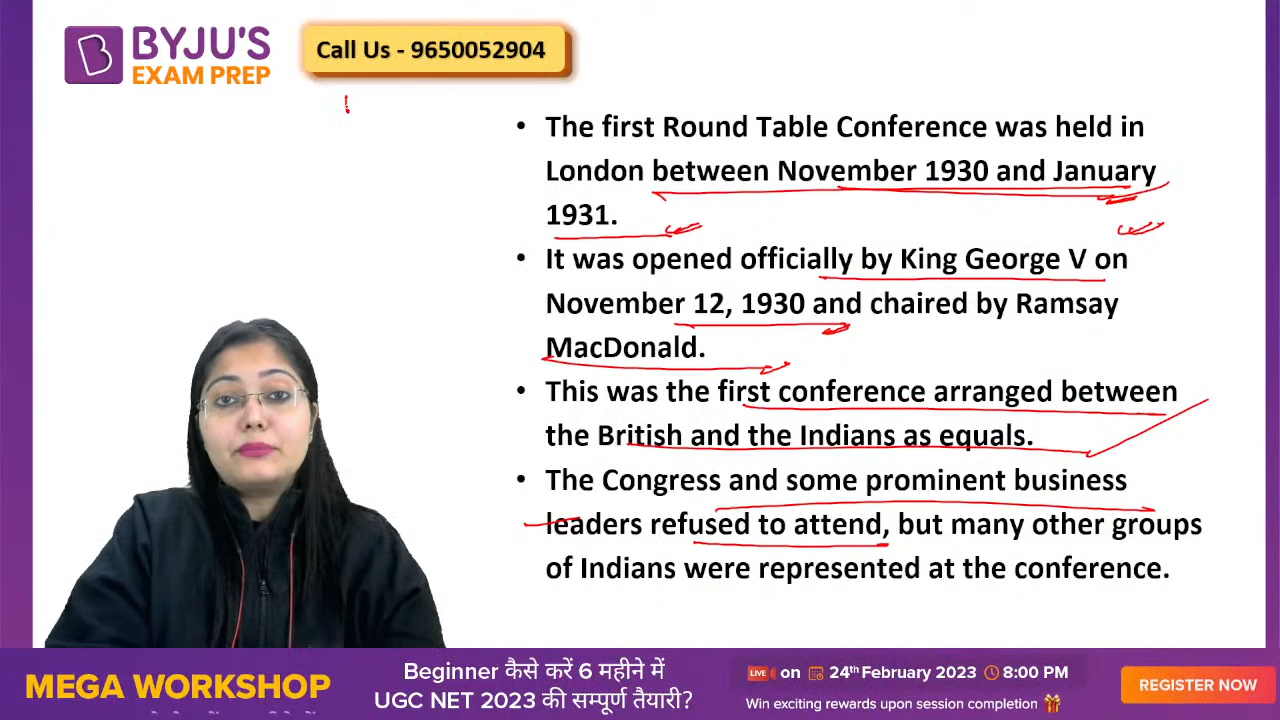 BYJU'S
EXAM PREP
Call Us - 9650052904
• The first Round Table Conference was held in
London between November 1930 and January
1931.
• It was opened officially by King George V on
November 12, 1930 and chaired by Ramsay
MacDonald.
• This was the first conference arranged between
the British and the Indians as equals.
• The Congress and some prominent business
leaders refused to attend, but many other groups
of Indians were represented at the conference.
MEGA WORKSHOP
Beginner कैसे करें 6 महीने में
UGC NET 2023 की सम्पूर्ण तैयारी?
LIVE on 24th February 2023 8:00 PM
Win exciting rewards upon session completion
REGISTER NOW